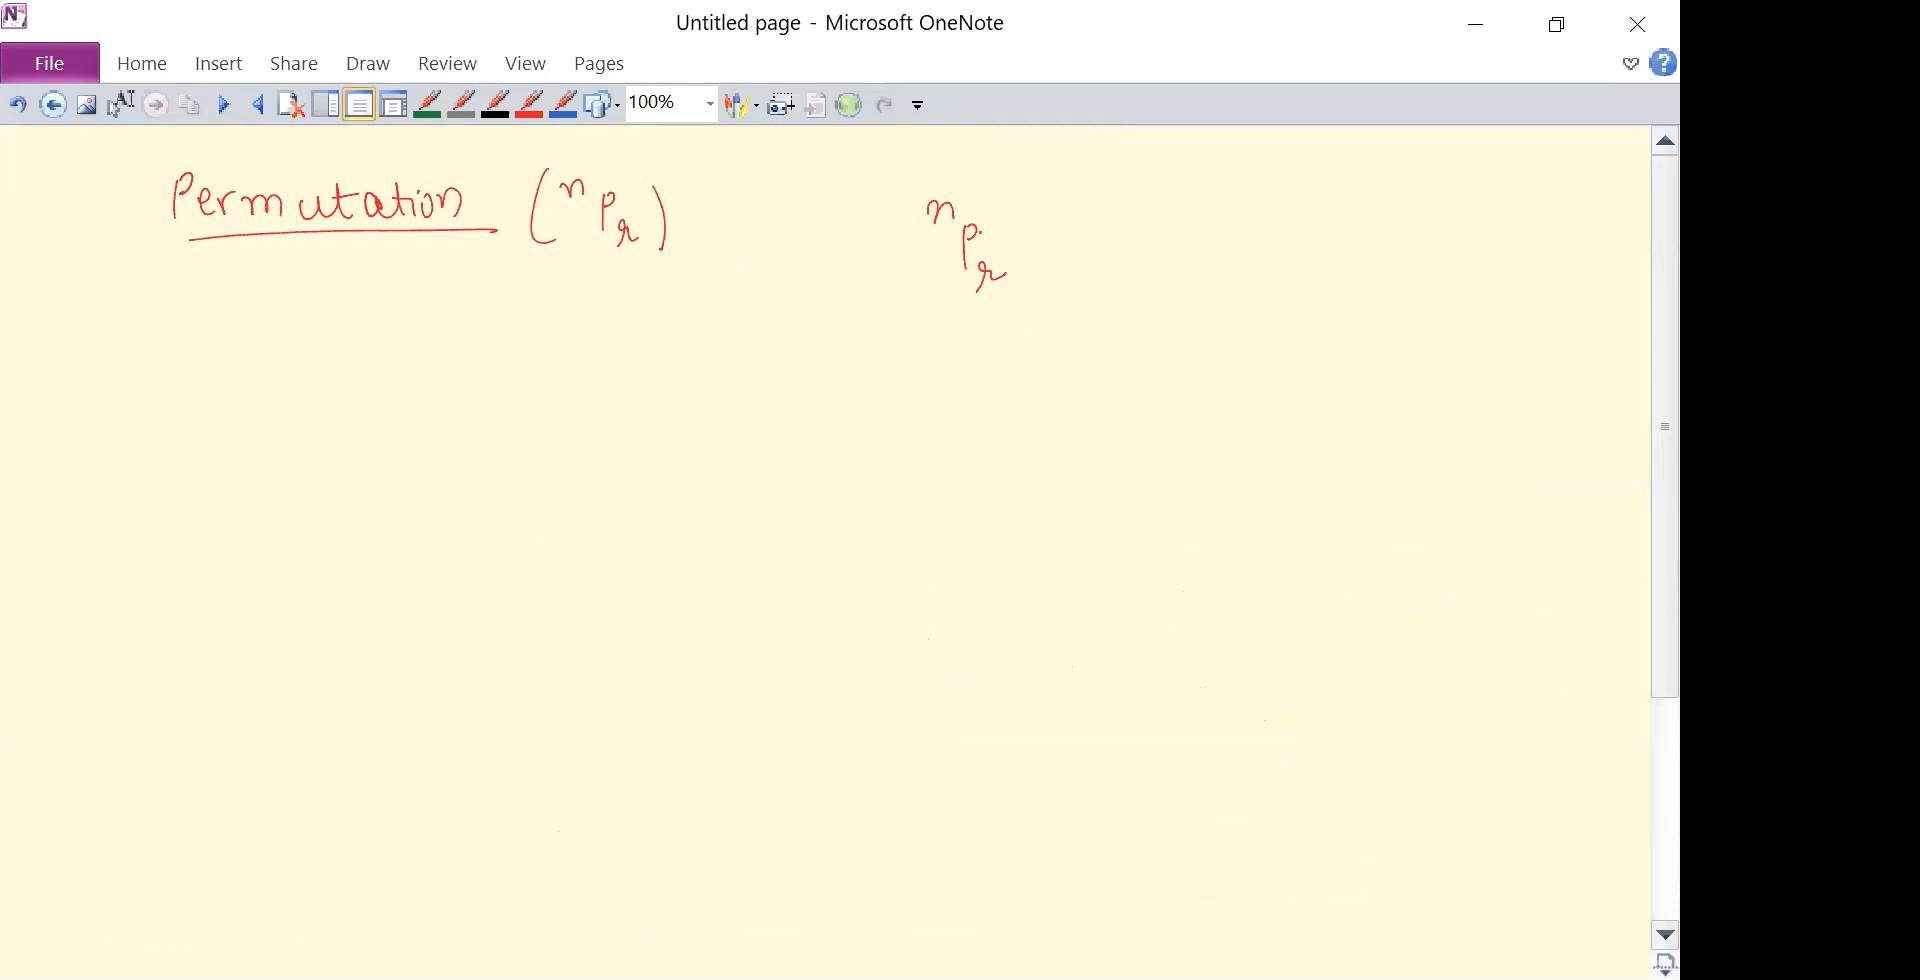 Untitled page - Microsoft OneNote
File Home Insert Share Draw Review View Pages
100%
Permutation (ⁿPᵣ) ⁿPᵣ